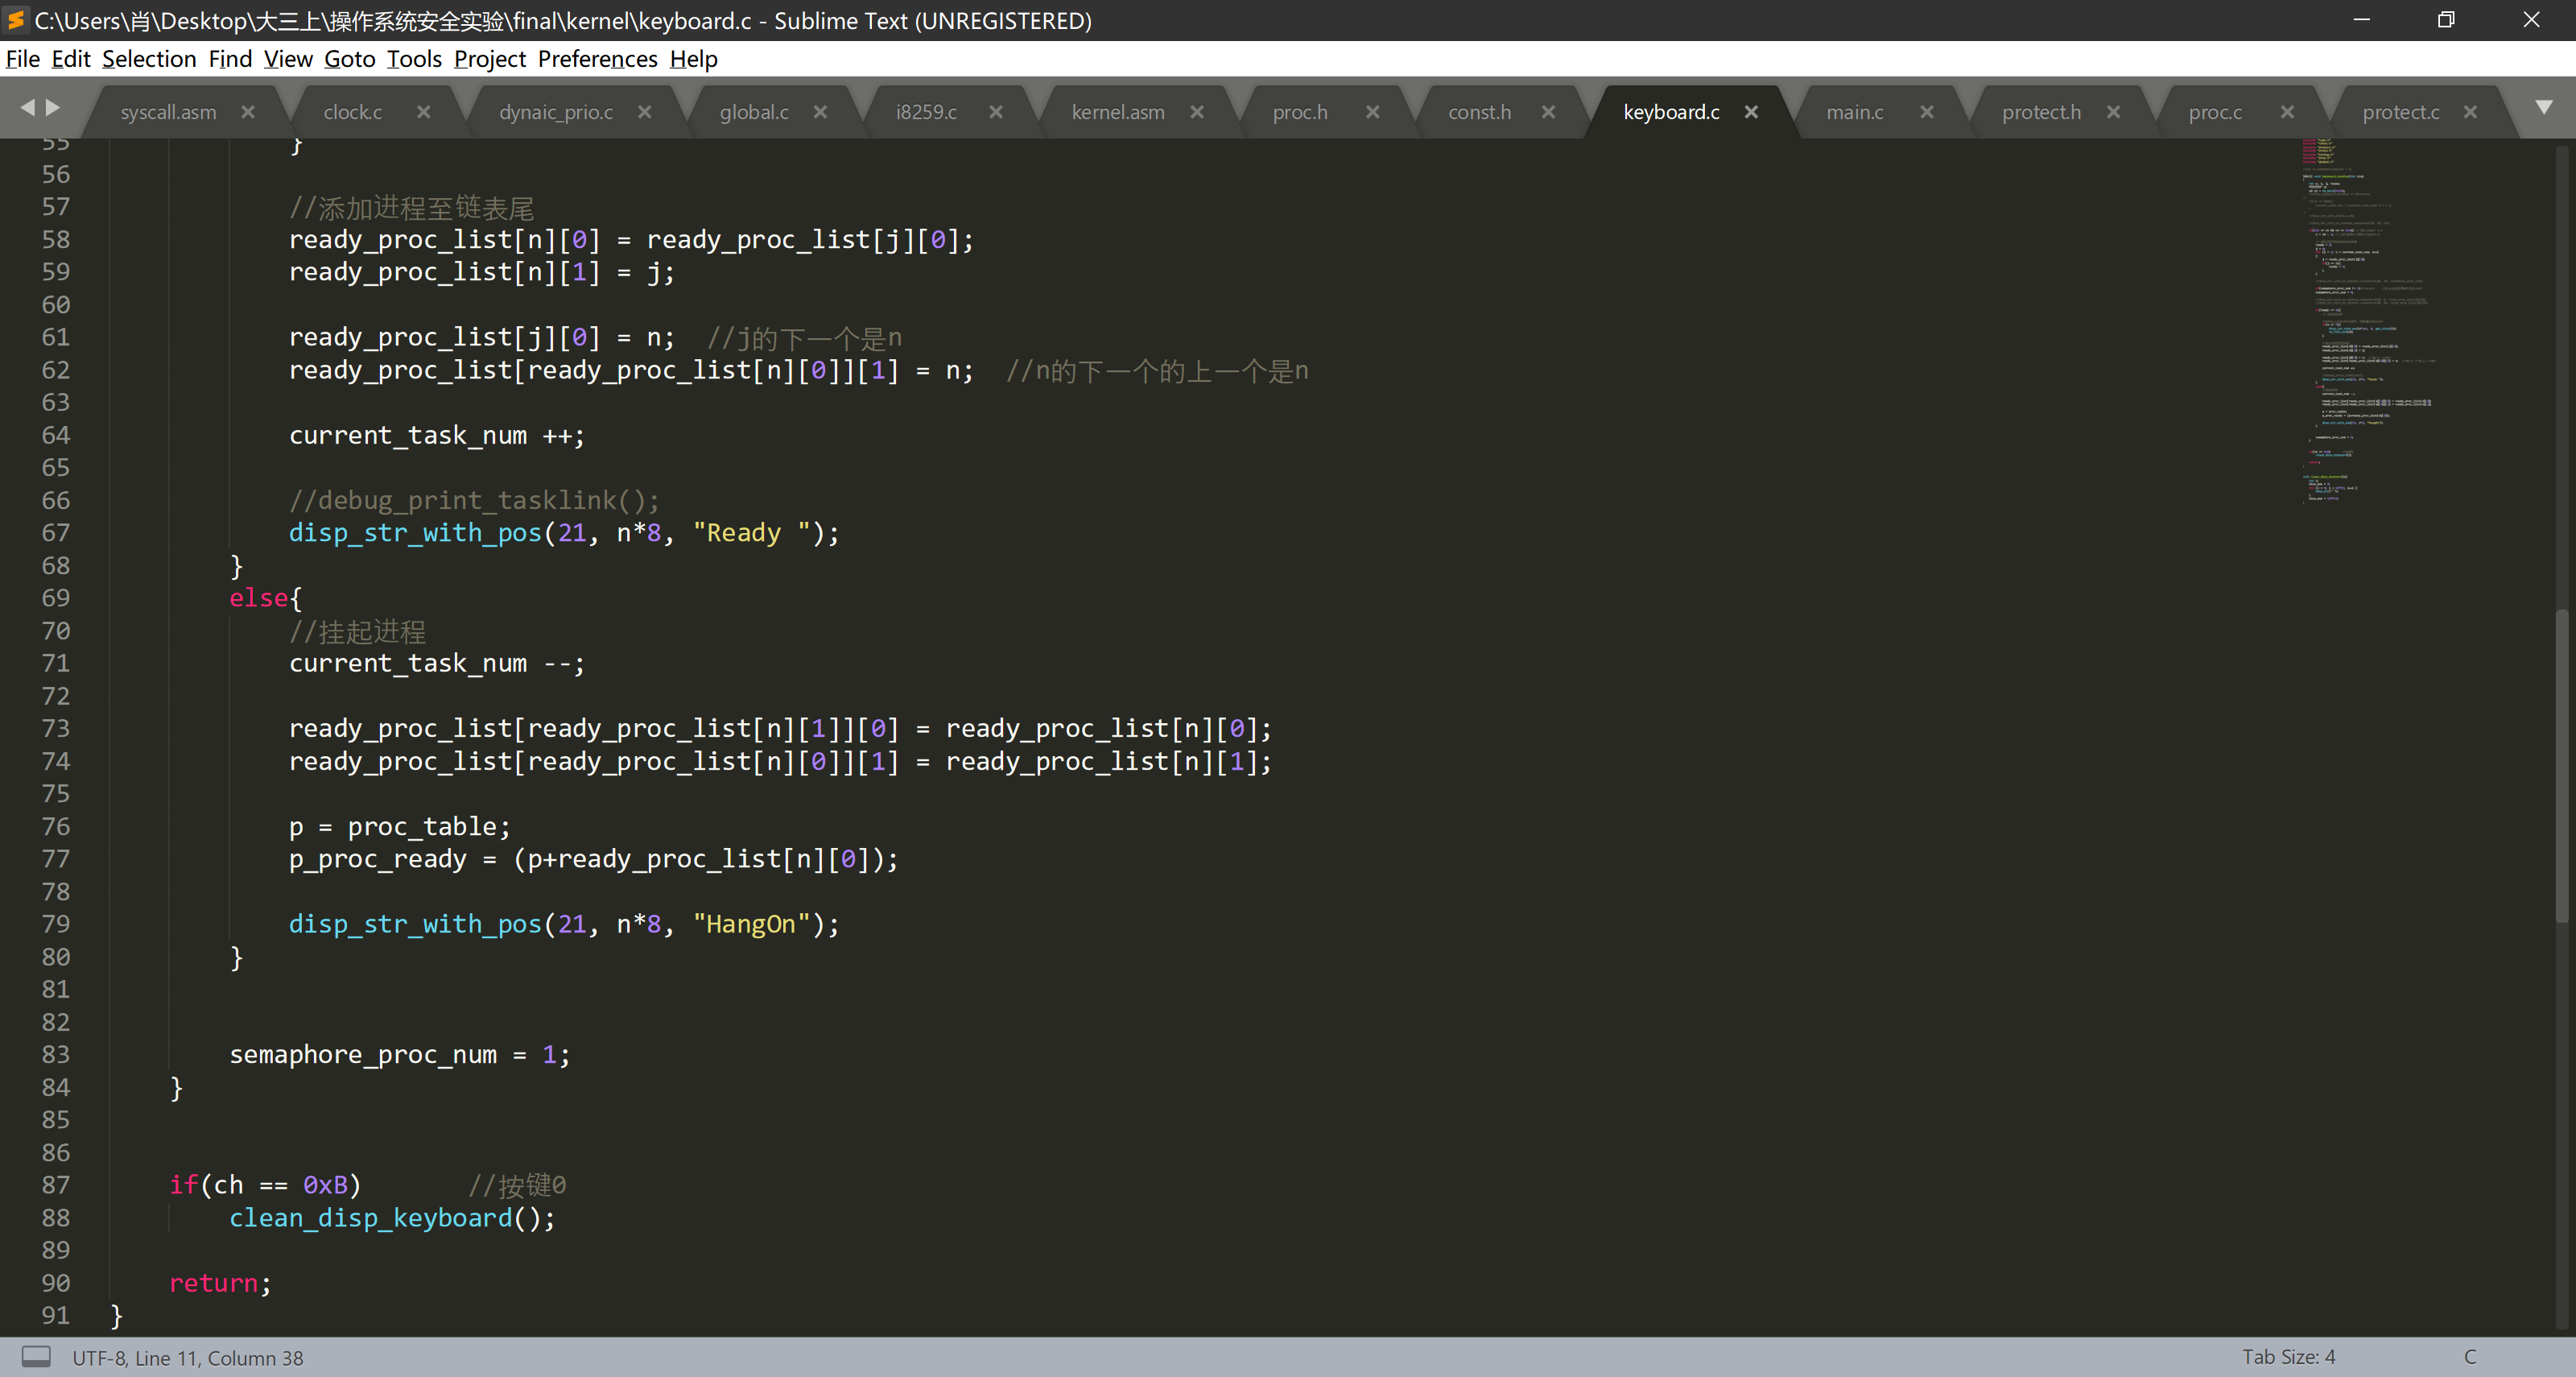 C:\Users\肖\Desktop\大三上\操作系统安全实验\final\kernel\keyboard.c - Sublime Text (UNREGISTERED)
File Edit Selection Find View Goto Tools Project Preferences Help
syscall.asm clock.c dynaic_prio.c global.c i8259.c kernel.asm proc.h const.h keyboard.c main.c protect.h proc.c protect.c
55 }
56
57 //添加进程至链表尾
58 ready_proc_list[n][0] = ready_proc_list[j][0];
59 ready_proc_list[n][1] = j;
60
61 ready_proc_list[j][0] = n; //j的下一个是n
62 ready_proc_list[ready_proc_list[n][0]][1] = n; //n的下一个的上一个是n
63
64 current_task_num ++;
65
66 //debug_print_tasklink();
67 disp_str_with_pos(21, n*8, "Ready ");
68 }
69 else{
70 //挂起进程
71 current_task_num --;
72
73 ready_proc_list[ready_proc_list[n][1]][0] = ready_proc_list[n][0];
74 ready_proc_list[ready_proc_list[n][0]][1] = ready_proc_list[n][1];
75
76 p = proc_table;
77 p_proc_ready = (p+ready_proc_list[n][0]);
78
79 disp_str_with_pos(21, n*8, "HangOn");
80 }
81
82
83 semaphore_proc_num = 1;
84 }
85
86
87 if(ch == 0xB) //按键0
88 clean_disp_keyboard();
89
90 return;
91 }
UTF-8, Line 11, Column 38 Tab Size: 4 C